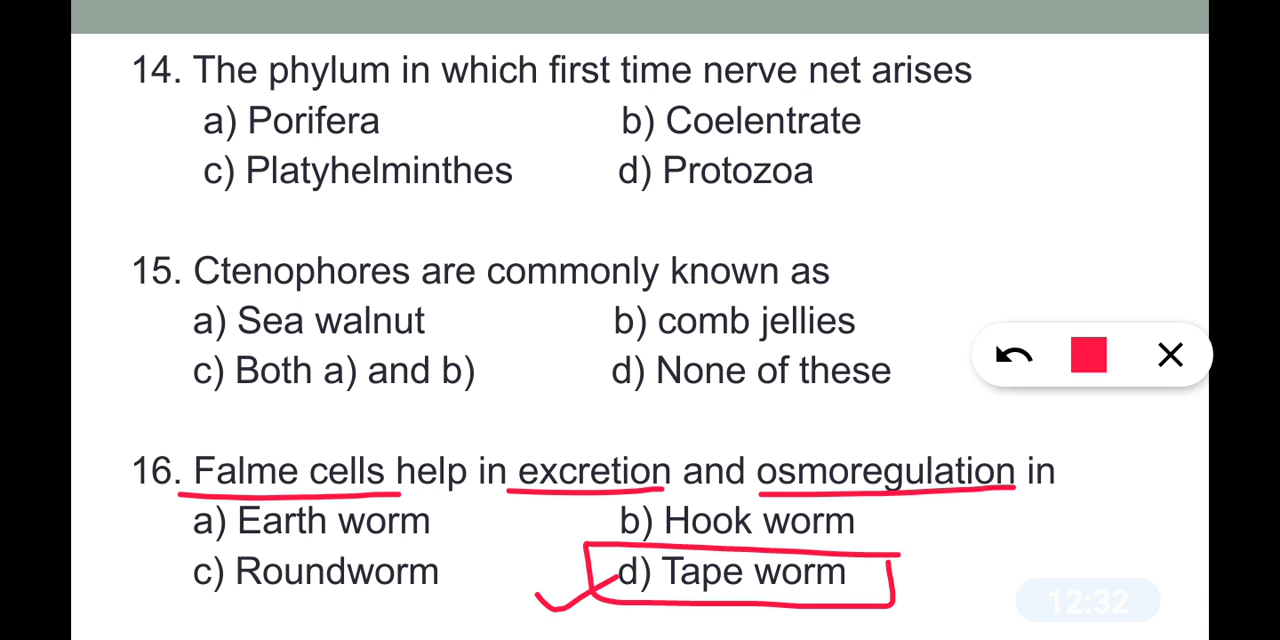 14. The phylum in which first time nerve net arises
a) Porifera b) Coelentrate
c) Platyhelminthes d) Protozoa
15. Ctenophores are commonly known as
a) Sea walnut b) comb jellies
c) Both a) and b) d) None of these
16. Falme cells help in excretion and osmoregulation in
a) Earth worm b) Hook worm
c) Roundworm d) Tape worm
12:32